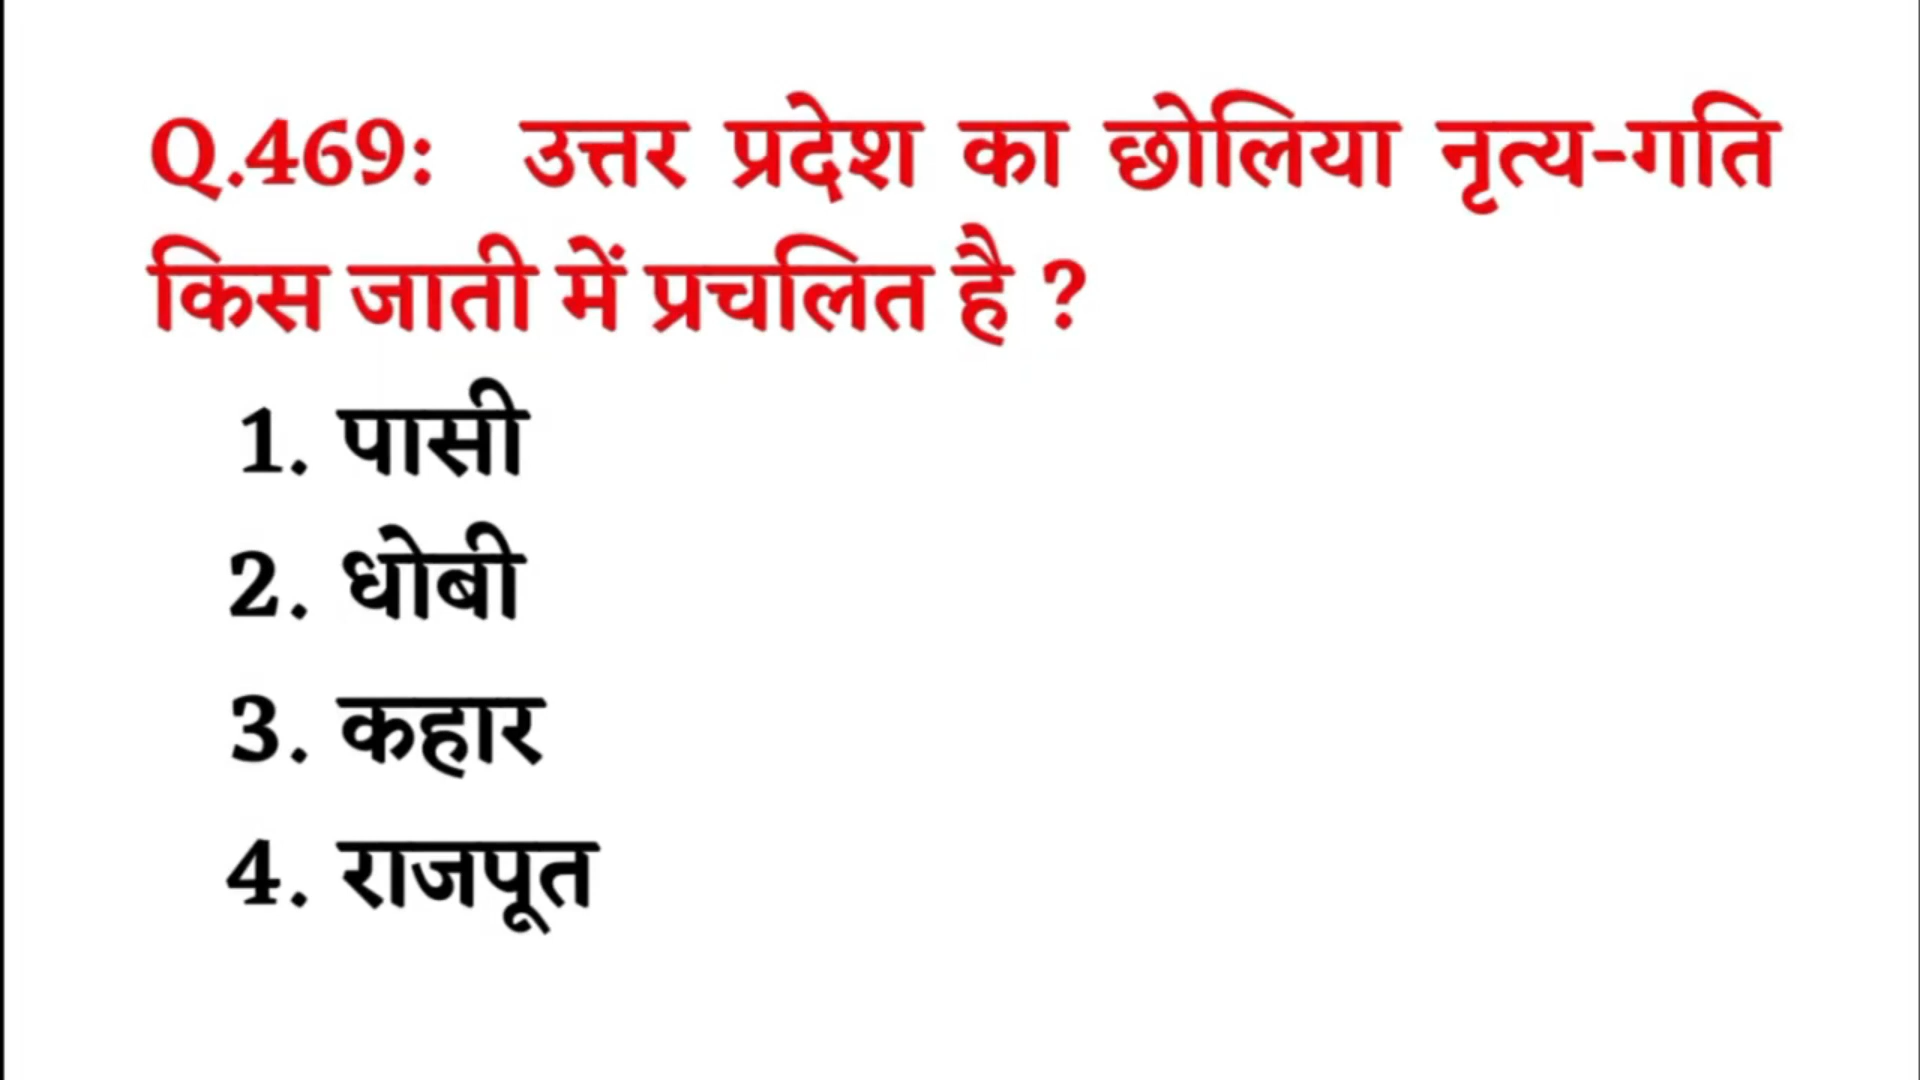 Q.469: उत्तर प्रदेश का छोलिया नृत्य-गति
किस जाती में प्रचलित है ?
1. पासी
2. धोबी
3. कहार
4. राजपूत